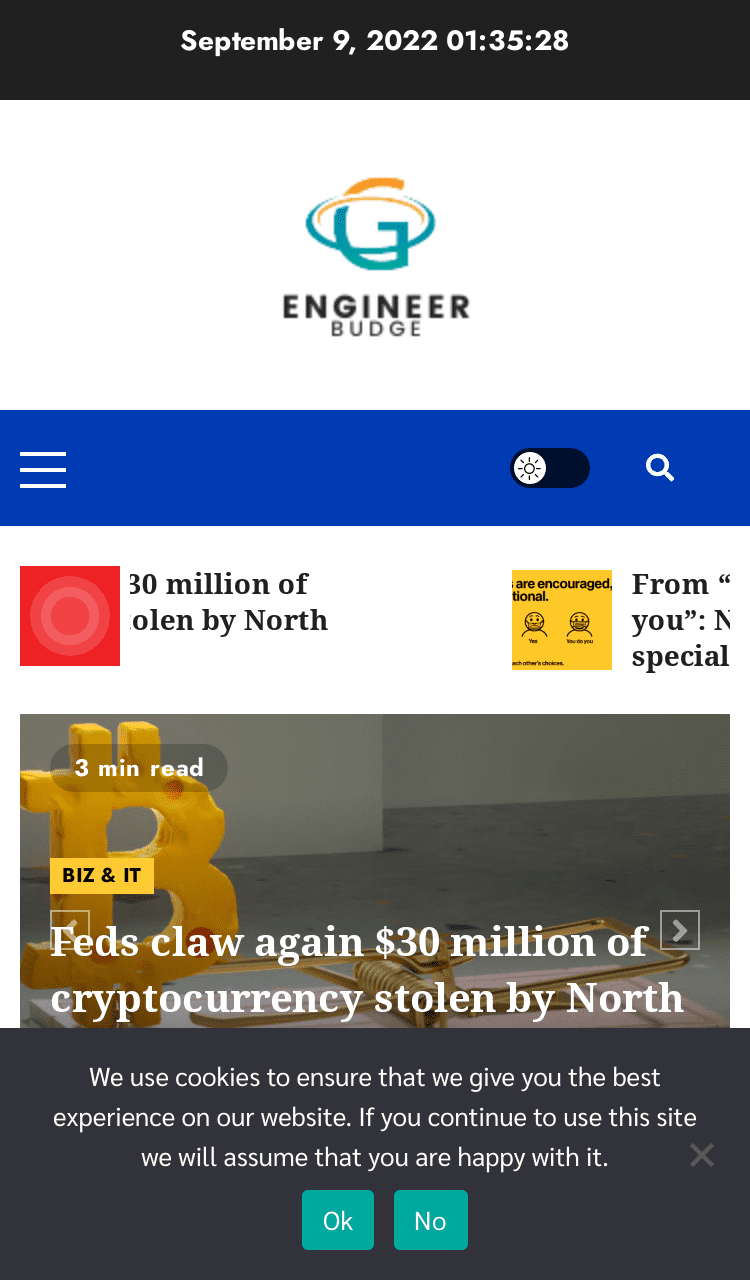 September 9, 2022 01:35:28
ENGINEER
BUDGE
30 million of
olen by North
are encouraged,
tional.
Yes
You do you
ach other's choices.
From “
you”: N
special
3 min read
BIZ & IT
Feds claw again $30 million of
cryptocurrency stolen by North
We use cookies to ensure that we give you the best
experience on our website. If you continue to use this site
we will assume that you are happy with it.
Ok
No